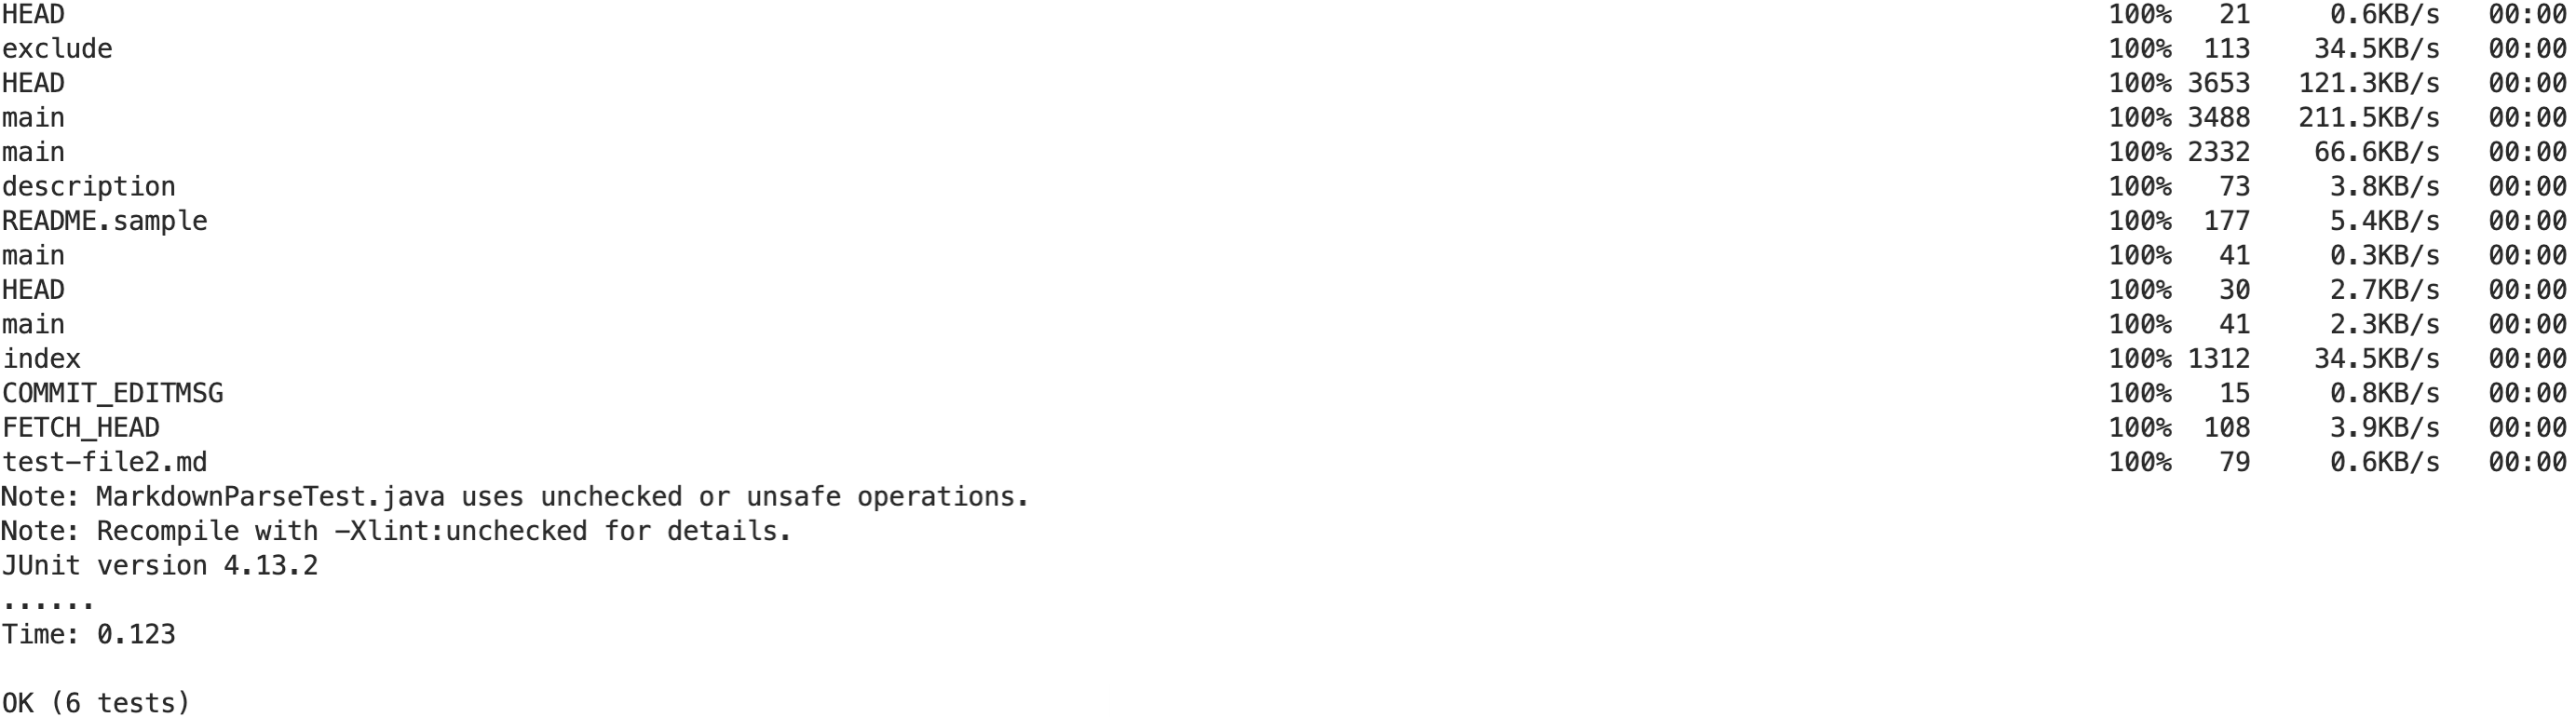 HEAD 100% 21 0.6KB/s 00:00
exclude 100% 113 34.5KB/s 00:00
HEAD 100% 3653 121.3KB/s 00:00
main 100% 3488 211.5KB/s 00:00
main 100% 2332 66.6KB/s 00:00
description 100% 73 3.8KB/s 00:00
README.sample 100% 177 5.4KB/s 00:00
main 100% 41 0.3KB/s 00:00
HEAD 100% 30 2.7KB/s 00:00
main 100% 41 2.3KB/s 00:00
index 100% 1312 34.5KB/s 00:00
COMMIT_EDITMSG 100% 15 0.8KB/s 00:00
FETCH_HEAD 100% 108 3.9KB/s 00:00
test-file2.md 100% 79 0.6KB/s 00:00
Note: MarkdownParseTest.java uses unchecked or unsafe operations.
Note: Recompile with -Xlint:unchecked for details.
JUnit version 4.13.2
......
Time: 0.123
OK (6 tests)